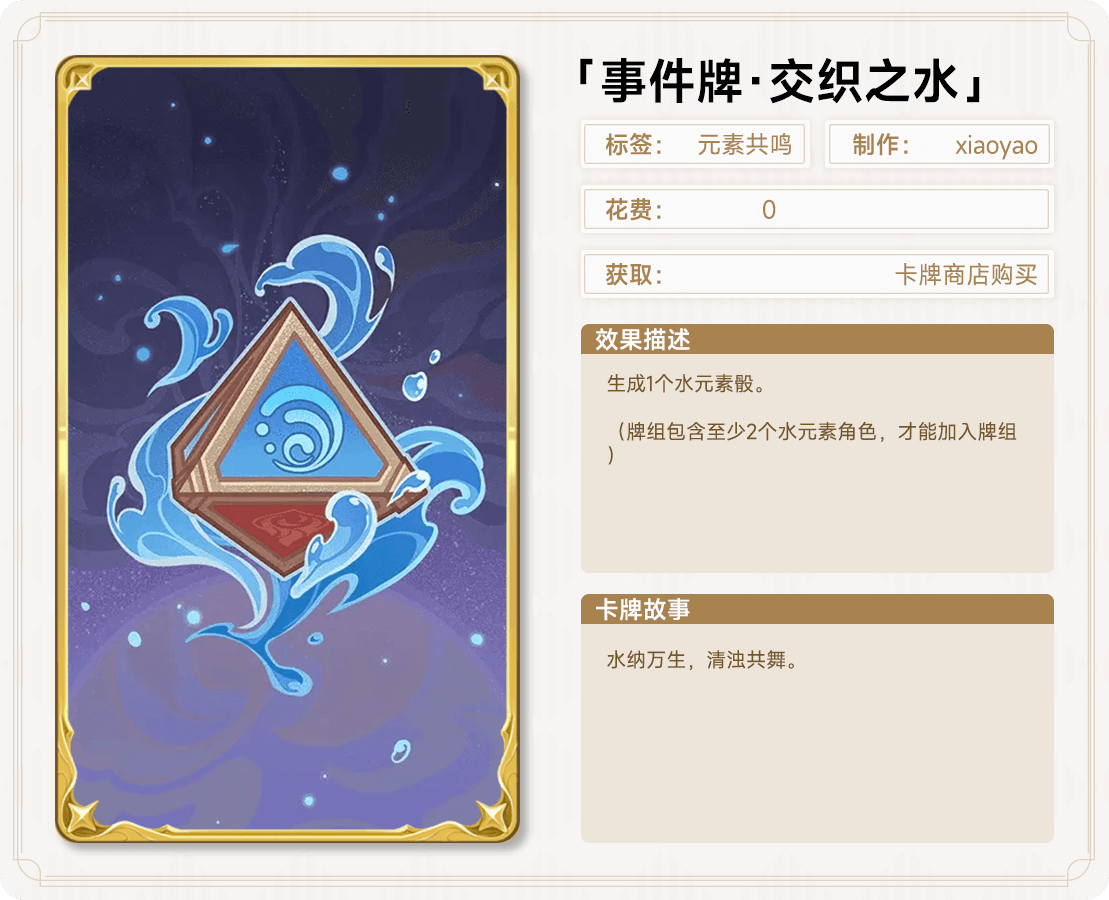 「事件牌·交织之水」
标签： 元素共鸣 制作： xiaoyao
花费： 0
获取： 卡牌商店购买
效果描述
生成1个水元素骰。
（牌组包含至少2个水元素角色，才能加入牌组
）
卡牌故事
水纳万生，清浊共舞。